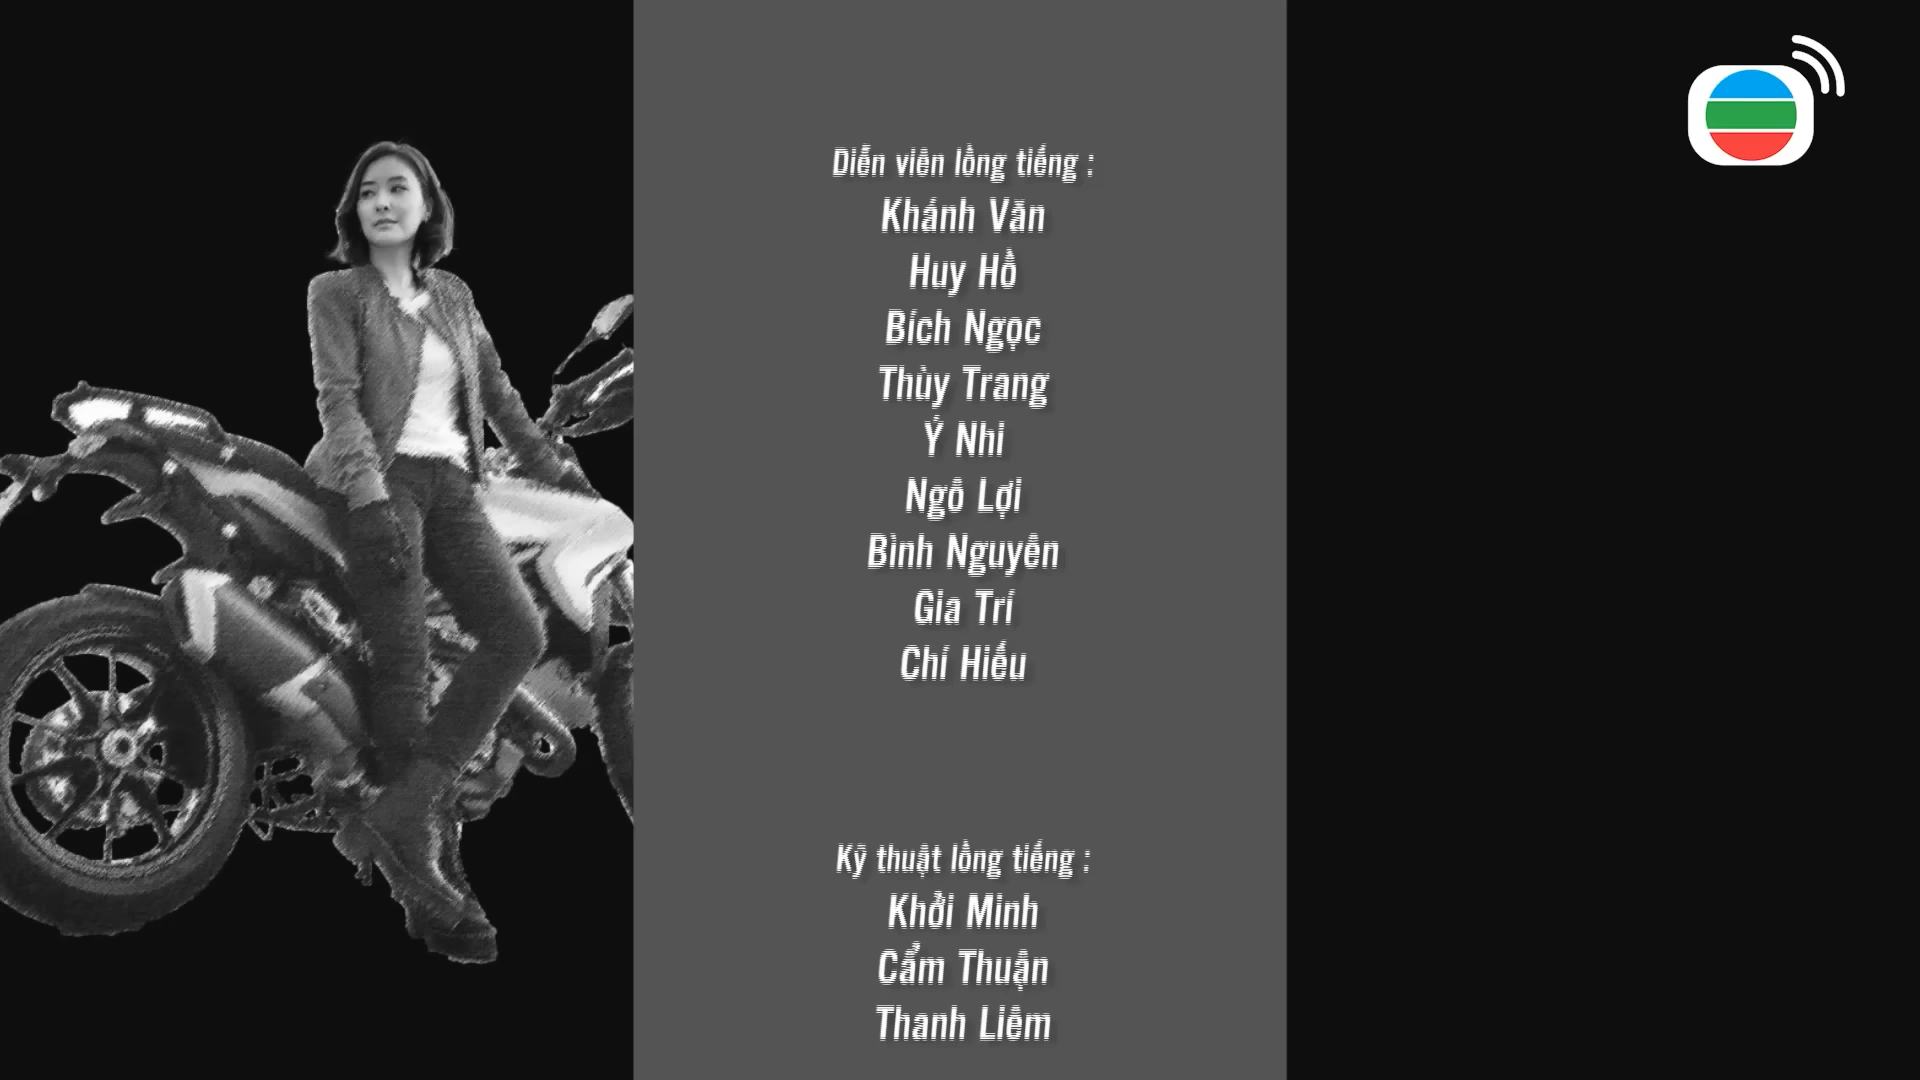 Diễn viên lồng tiếng :
Khánh Văn
Huy Hồ
Bích Ngọc
Thùy Trang
Ý Nhi
Ngô Lợi
Bình Nguyên
Gia Trí
Chí Hiếu
Kỹ thuật lồng tiếng :
Khởi Minh
Cẩm Thuận
Thanh Liêm